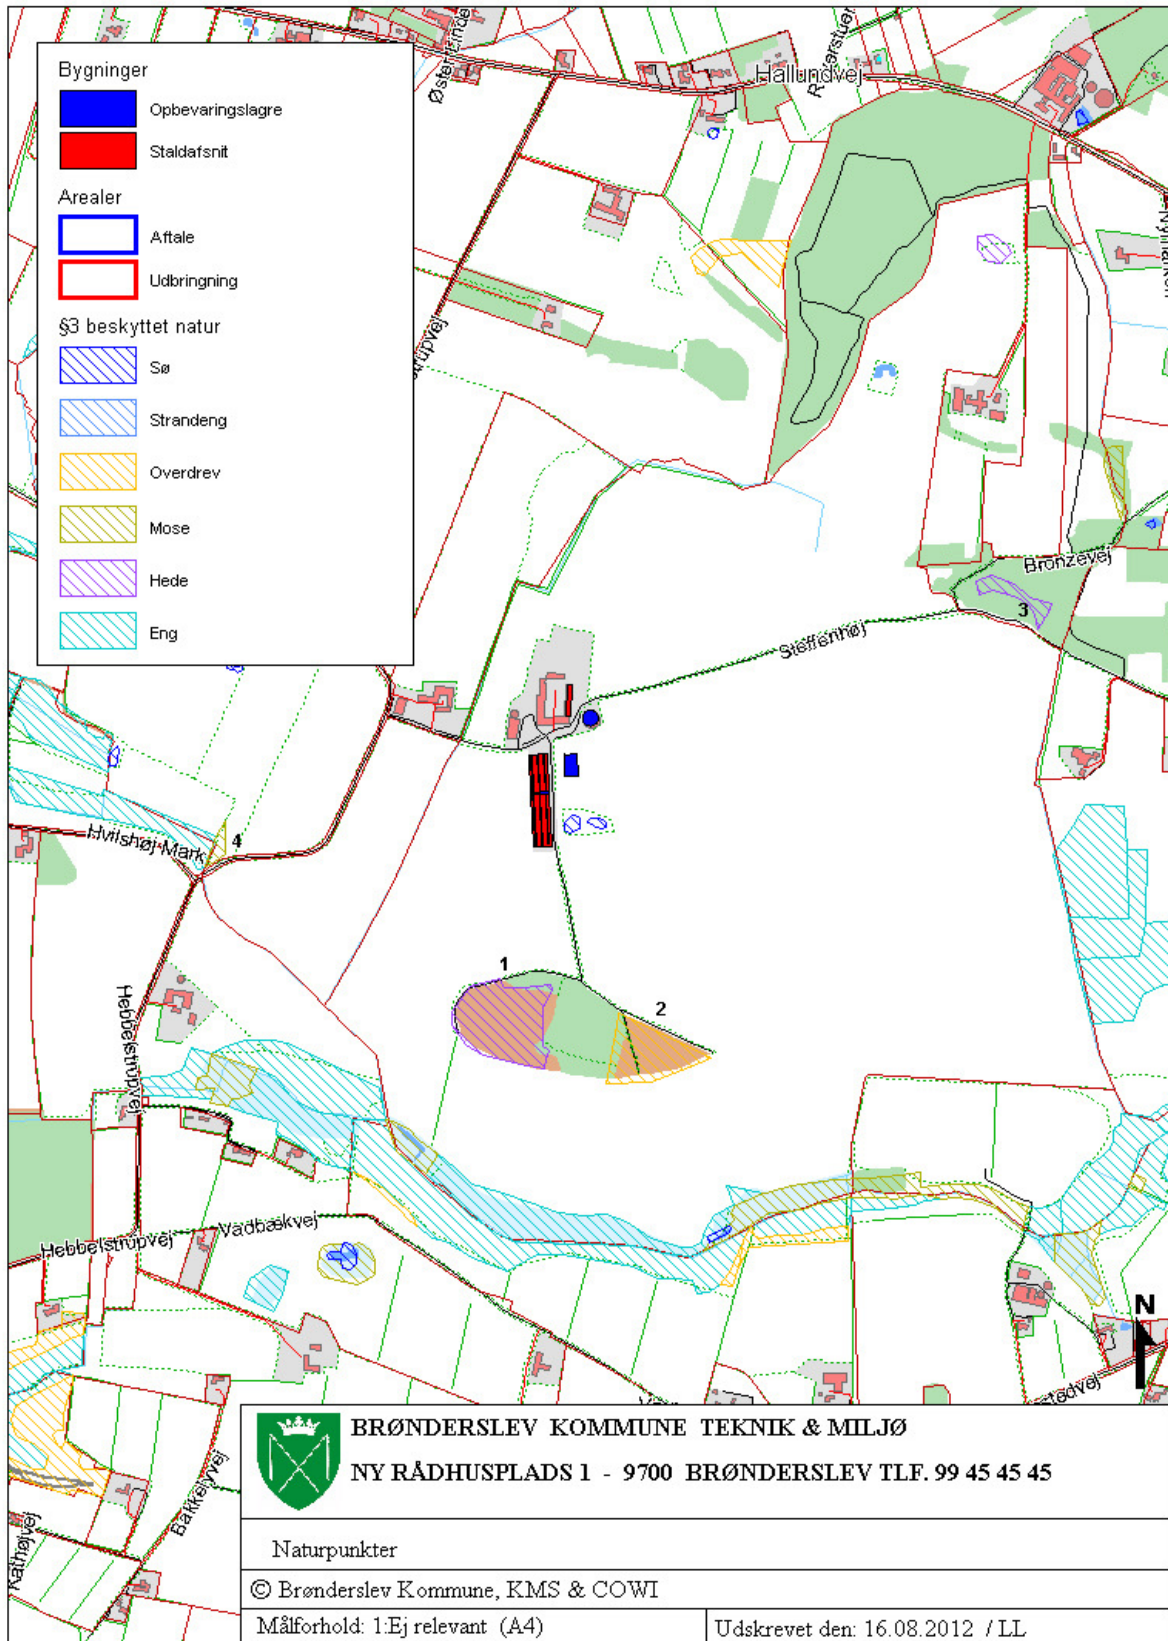 Bygninger
Opbevaringslagre
Staldafsnit
Arealer
Aftale
Udbringning
§3 beskyttet natur
Sø
Strandeng
Overdrev
Mose
Hede
Eng
Hallundvej
Bronzevej
3
Steffenhøj
Hvilshøj Mark
4
1
2
Hebbelstrupvej
Vadbækvej
Hebbelstrupvej
Bakkelyvej
Kathøjvej
N
BRØNDERSLEV KOMMUNE TEKNIK & MILJØ
NY RÅDHUSPLADS 1 - 9700 BRØNDERSLEV TLF. 99 45 45 45
Naturpunkter
© Brønderslev Kommune, KMS & COWI
Målforhold: 1:Ej relevant (A4)
Udskrevet den: 16.08.2012 / LL